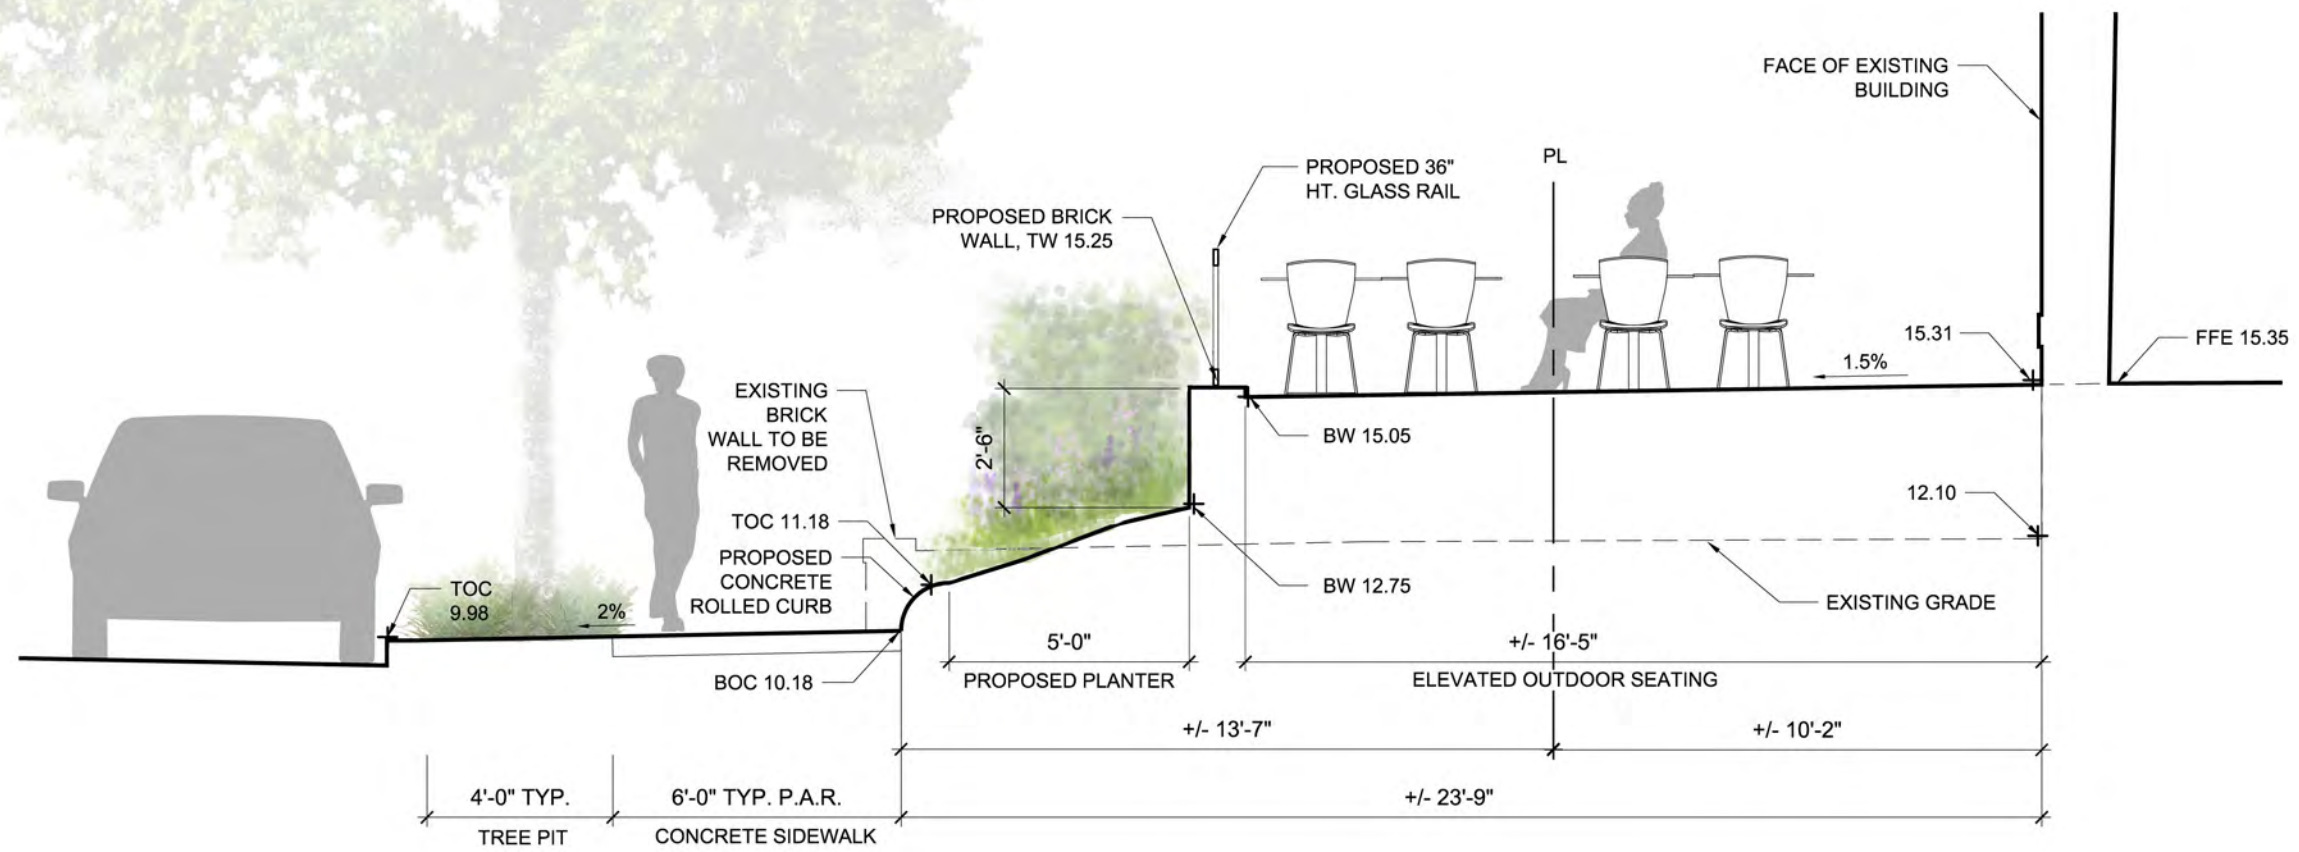 FACE OF EXISTING
BUILDING
PL
PROPOSED 36"
HT. GLASS RAIL
PROPOSED BRICK
WALL, TW 15.25
15.31
FFE 15.35
1.5%
EXISTING
BRICK
WALL TO BE
REMOVED
2'-6"
BW 15.05
12.10
TOC 11.18
PROPOSED
CONCRETE
ROLLED CURB
TOC
9.98
2%
BW 12.75
EXISTING GRADE
5'-0"
+/- 16'-5"
BOC 10.18
PROPOSED PLANTER
ELEVATED OUTDOOR SEATING
+/- 13'-7"
+/- 10'-2"
4'-0" TYP.
6'-0" TYP. P.A.R.
+/- 23'-9"
TREE PIT
CONCRETE SIDEWALK